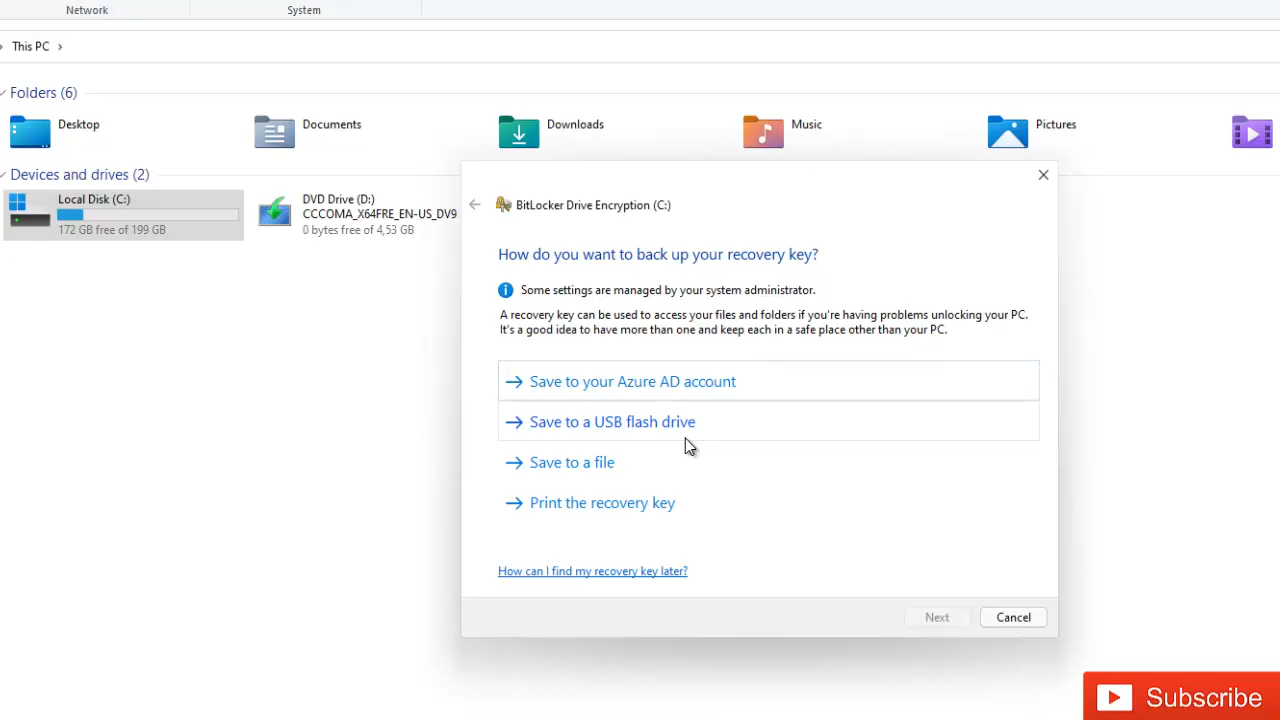 Network
System
This PC
Folders (6)
Desktop
Documents
Downloads
Music
Pictures
Devices and drives (2)
Local Disk (C:)
172 GB free of 199 GB
DVD Drive (D:)
CCCOMA_X64FRE_EN-US_DV9
0 bytes free of 4,53 GB
BitLocker Drive Encryption (C:)
How do you want to back up your recovery key?
Some settings are managed by your system administrator.
A recovery key can be used to access your files and folders if you're having problems unlocking your PC.
It's a good idea to have more than one and keep each in a safe place other than your PC.
Save to your Azure AD account
Save to a USB flash drive
Save to a file
Print the recovery key
How can I find my recovery key later?
Next
Cancel
Subscribe